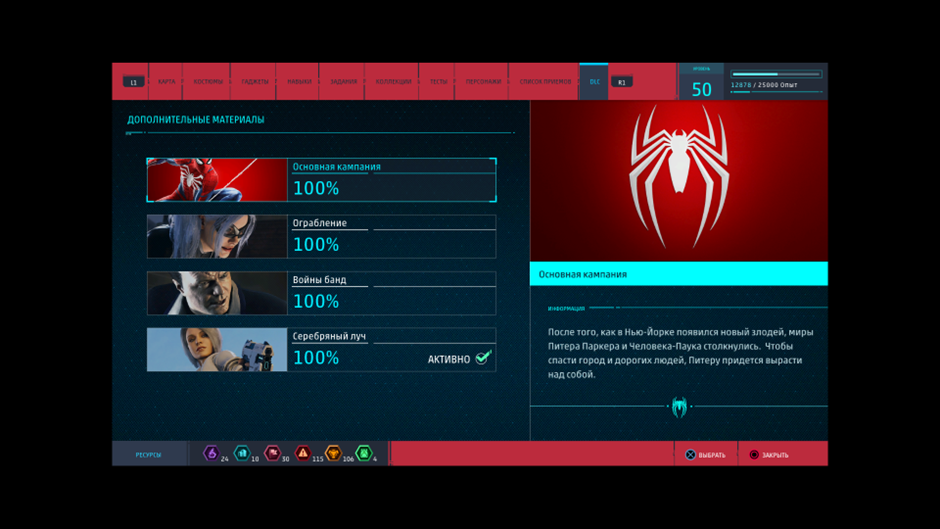 L1 КАРТА КОСТЮМЫ ГАДЖЕТЫ НАВЫКИ ЗАДАНИЯ КОЛЛЕКЦИИ ТЕСТЫ ПЕРСОНАЖИ СПИСОК ПРИЕМОВ DLC R1
УРОВЕНЬ
50
12878 / 25000 Опыт
ДОПОЛНИТЕЛЬНЫЕ МАТЕРИАЛЫ
Основная кампания
100%
Ограбление
100%
Войны банд
100%
Серебряный луч
100%
АКТИВНО
Основная кампания
ИНФОРМАЦИЯ
После того, как в Нью-Йорке появился новый злодей, миры
Питера Паркера и Человека-Паука столкнулись. Чтобы
спасти город и дорогих людей, Питеру придется вырасти
над собой.
РЕСУРСЫ 24 10 30 115 106 4 ВЫБРАТЬ ЗАКРЫТЬ